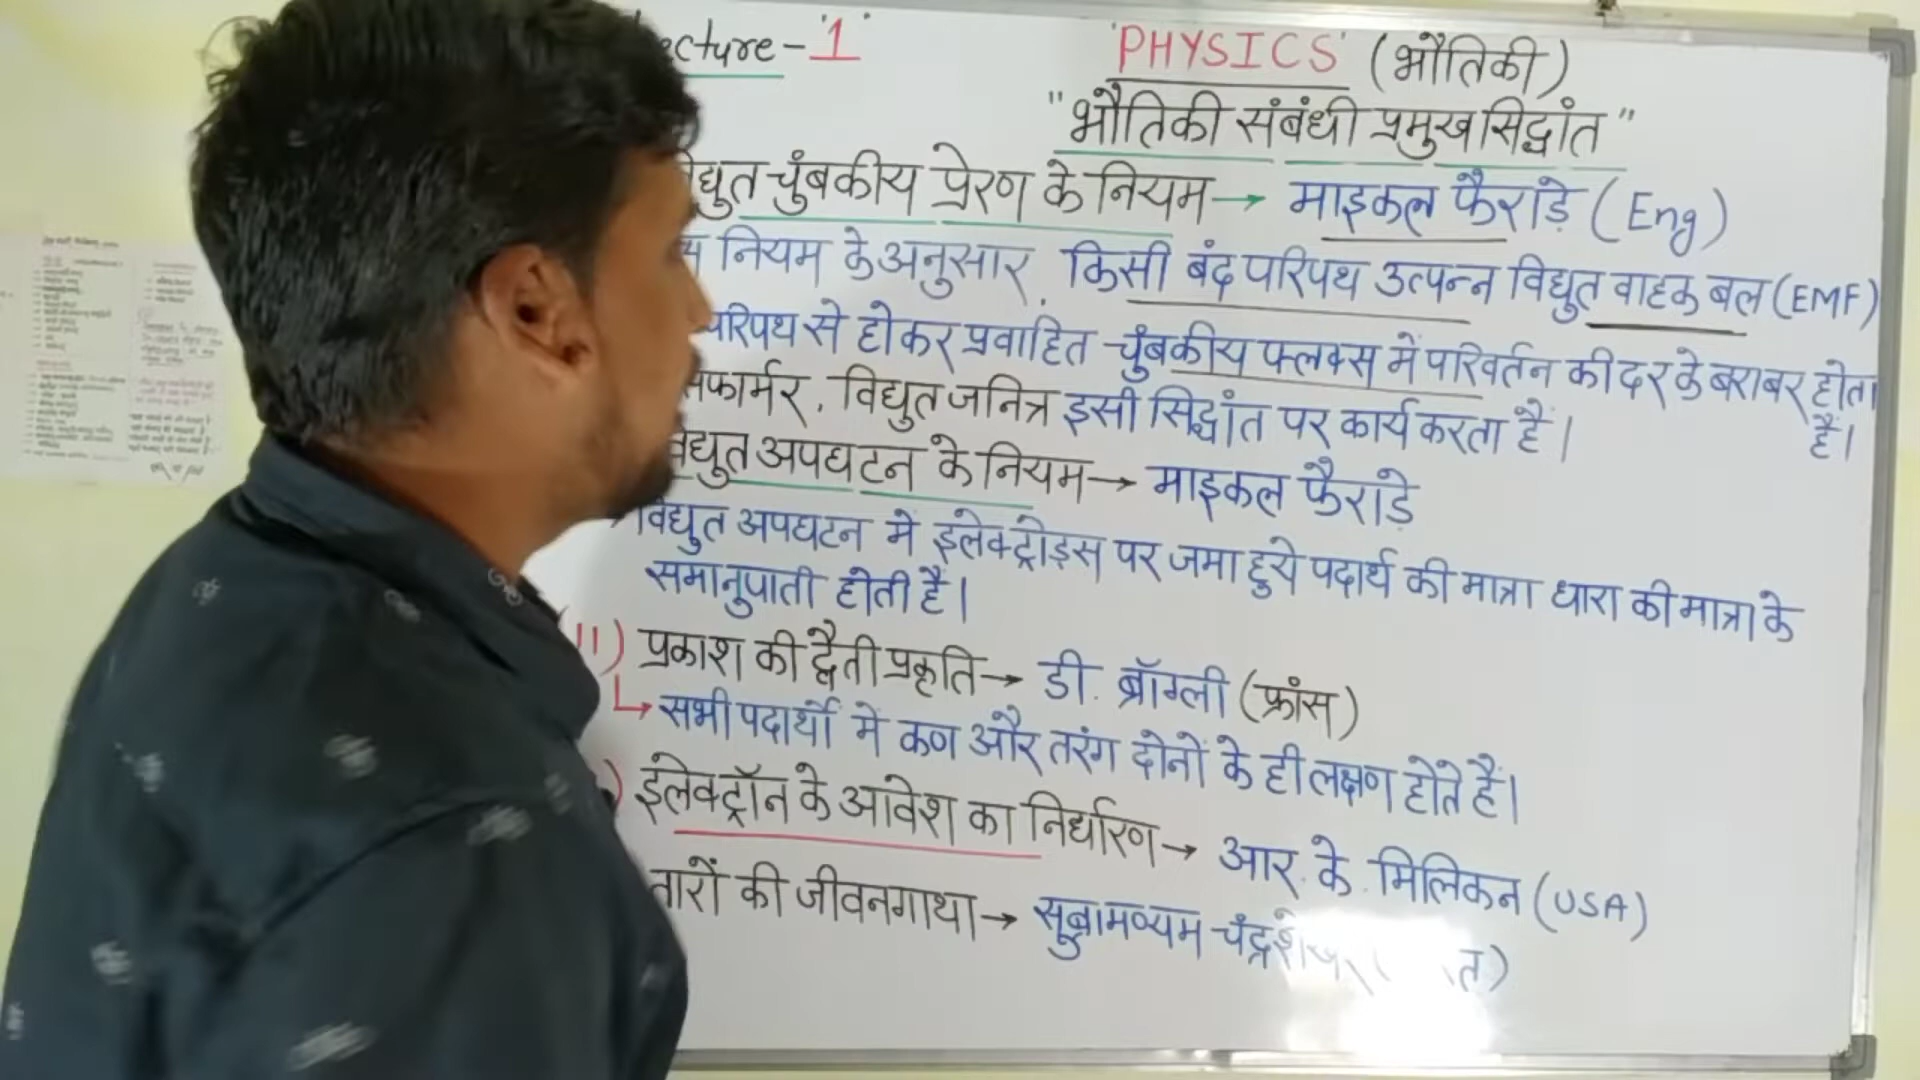 ecture - '1'
'PHYSICS' (भौतिकी)
"भौतिकी संबंधी प्रमुख सिद्धांत"
द्युत चुंबकीय प्रेरण के नियम → माइकल फैराडे (Eng)
नियम के अनुसार, किसी बंद परिपथ उत्पन्न विद्युत वाहक बल (EMF)
परिपथ से होकर प्रवाहित चुंबकीय फ्लक्स में परिवर्तन की दर के बराबर होता
है।
फार्मर, विद्युत जनित्र इसी सिद्धांत पर कार्य करता है।
विद्युत अपघटन के नियम → माइकल फैराडे
विद्युत अपघटन में इलेक्ट्रोड्स पर जमा हुये पदार्थ की मात्रा धारा की मात्रा के
समानुपाती होती है।
प्रकाश की द्वैती प्रकृति → डी. ब्रॉग्ली (फ्रांस)
↳ सभी पदार्थों में कण और तरंग दोनों के ही लक्षण होते हैं।
) इलेक्ट्रॉन के आवेश का निर्धारण → आर. के. मिलिकन (USA)
तारों की जीवनगाथा → सुब्रामण्यम